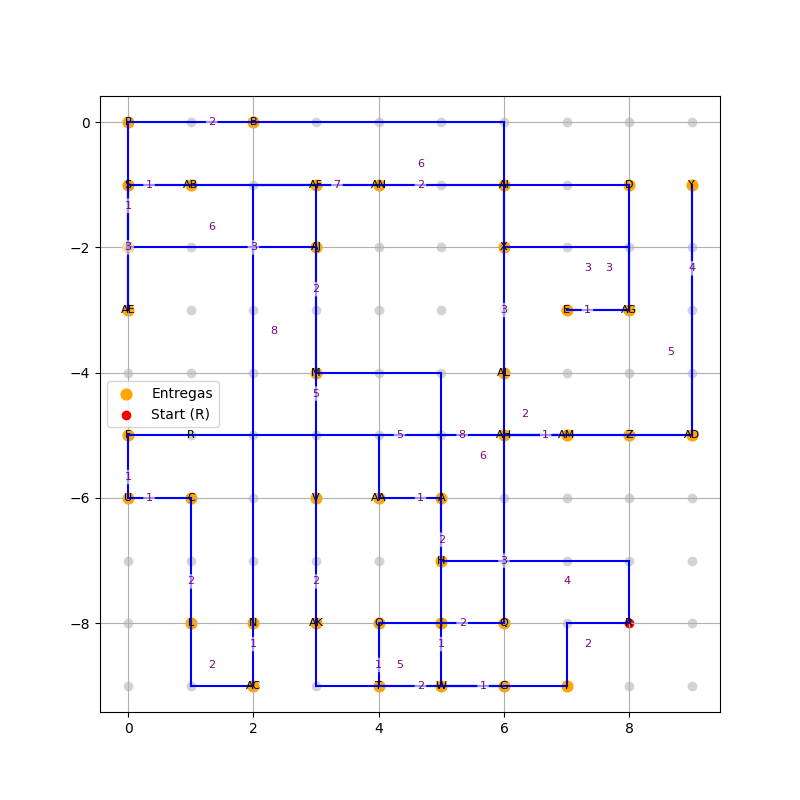 0 P 2 B
6
S 1 AB AF 7 AN 2 AI D Y
1
6
-2 3 3 AJ X
3 3 4
2
AE 3 E 1 AG
8
5
-4 M AL
5
Entregas
Start (R)
2
F R 5 8 AH 1 AM Z AD
6
1
-6 U 1 C V AA 1 A
2
H 3
2 2 4
-8 L N AK O 2 Q R
1 1 2
2 1 5
AC T 2 W 1 G
0 2 4 6 8